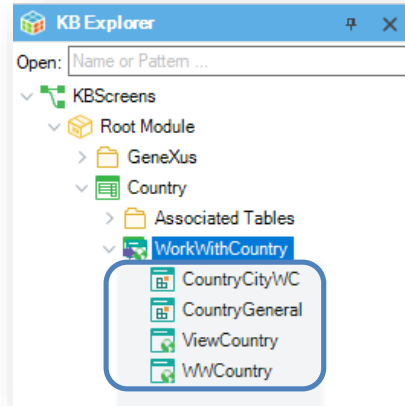 KB Explorer
Open: Name or Pattern ...
KBScreens
Root Module
GeneXus
Country
Associated Tables
WorkWithCountry
CountryCityWC
CountryGeneral
ViewCountry
WWCountry